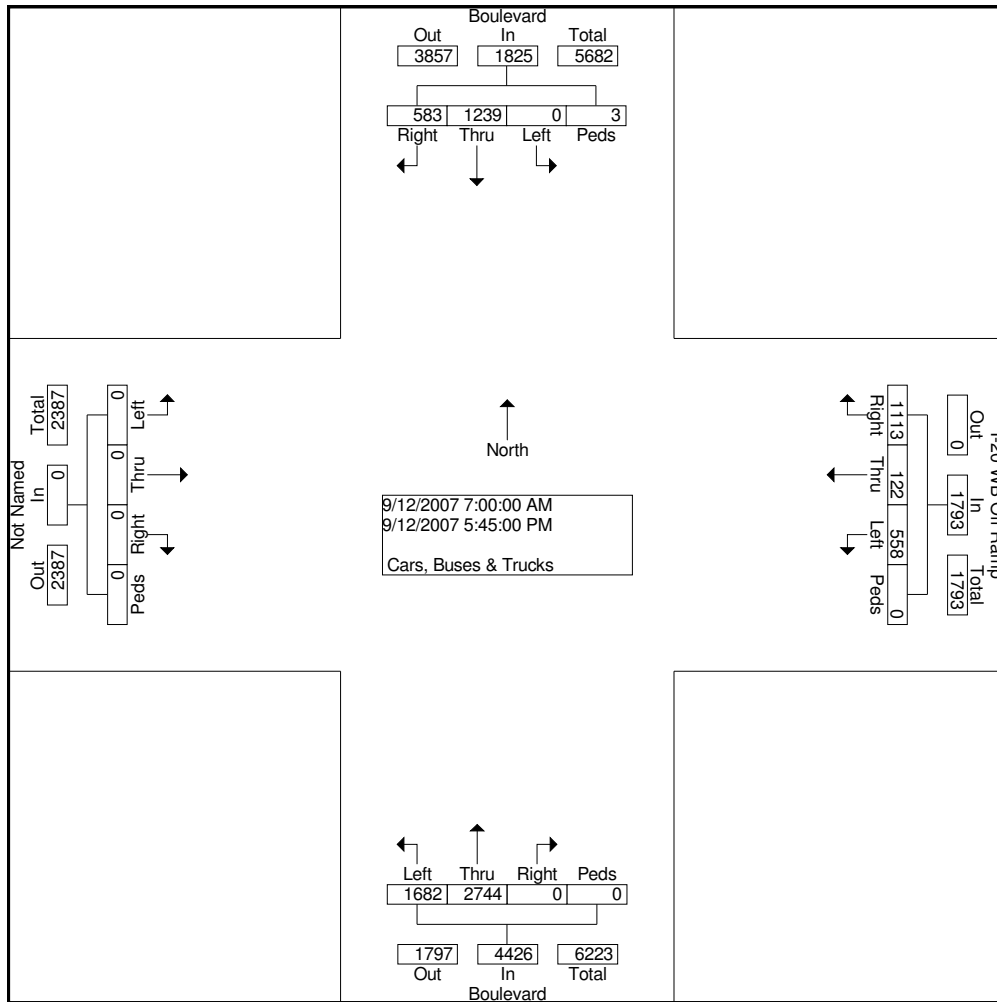 Boulevard
Out In Total
3857 1825 5682
583 1239 0 3
Right Thru Left Peds
Total 2387
Not Named
In 0
Out 2387
Left 0
Thru 0
Right 0
Peds 0
North
9/12/2007 7:00:00 AM
9/12/2007 5:45:00 PM
Cars, Buses & Trucks
Out In Total
0 1793 1793
1113 122 558 0
Right Thru Left Peds
Left Thru Right Peds
1682 2744 0 0
1797 4426 6223
Out In Total
Boulevard